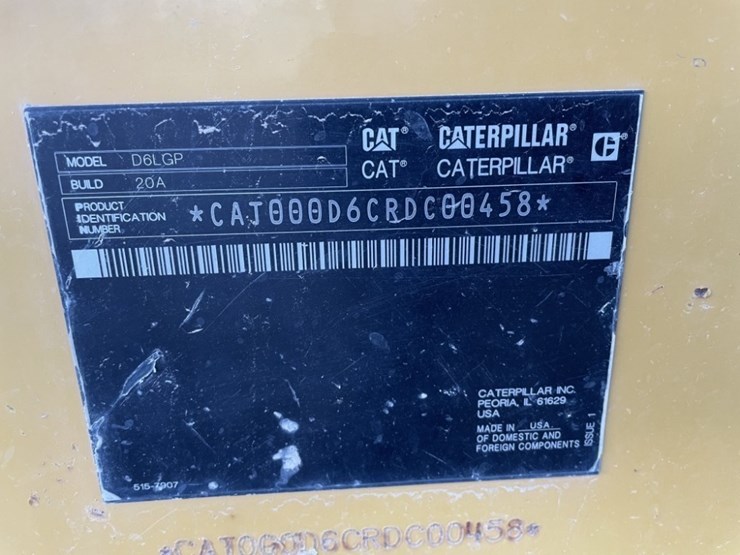 CAT® CATERPILLAR®
CAT® CATERPILLAR®
MODEL D6LGP
BUILD 20A
PRODUCT
IDENTIFICATION
NUMBER
*CAT000D6CRDC00458*
CATERPILLAR INC.
PEORIA, IL 61629
USA
MADE IN USA
OF DOMESTIC AND
FOREIGN COMPONENTS
ISSUE 1
515-7907
*CAT000D6CRDC00458*